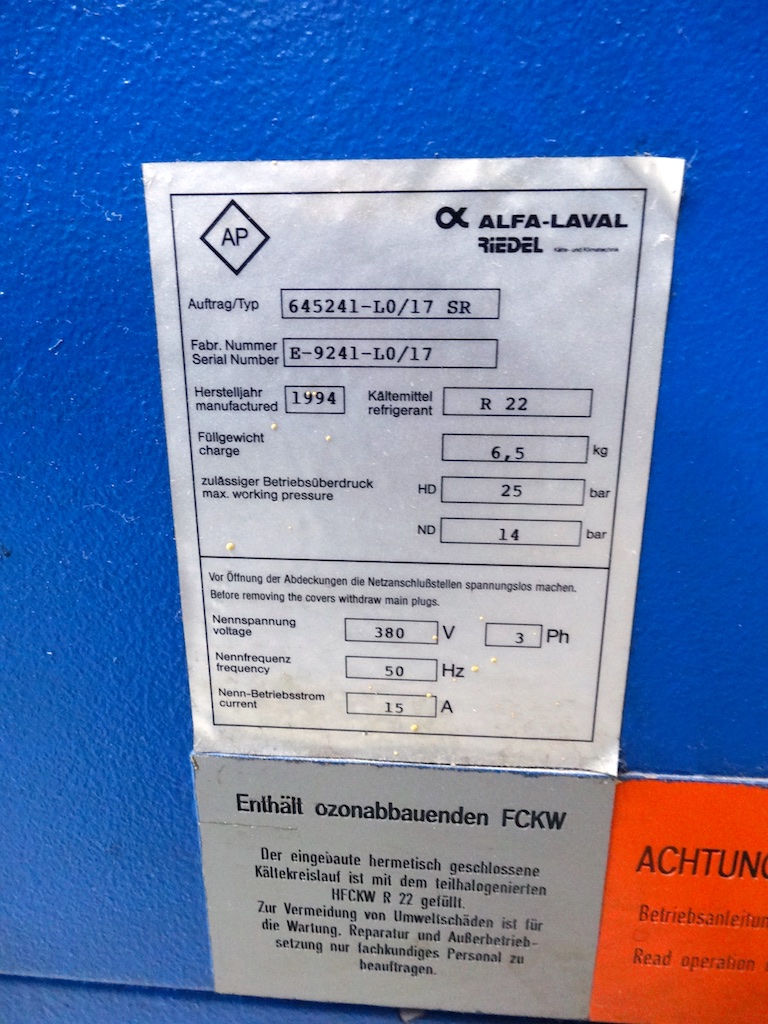 AP
α ALFA-LAVAL
RIEDEL Kälte- und Klimatechnik
Auftrag/Typ 645241-L0/17 SR
Fabr. Nummer
Serial Number E-9241-L0/17
Herstelljahr
manufactured 1994 Kältemittel
refrigerant R 22
Füllgewicht
charge 6,5 kg
zulässiger Betriebsüberdruck
max. working pressure HD 25 bar
ND 14 bar
Vor Öffnung der Abdeckungen die Netzanschlußstellen spannungslos machen.
Before removing the covers withdraw main plugs.
Nennspannung
voltage 380 V 3 Ph
Nennfrequenz
frequency 50 Hz
Nenn-Betriebsstrom
current 15 A
Enthält ozonabbauenden FCKW
Der eingebaute hermetisch geschlossene
Kältekreislauf ist mit dem teilhalogenierten
HFCKW R 22 gefüllt.
Zur Vermeidung von Umweltschäden ist für
die Wartung, Reparatur und Außerbetrieb-
setzung nur fachkundiges Personal zu
beauftragen.
ACHTUNG
Betriebsanleitun
Read operation